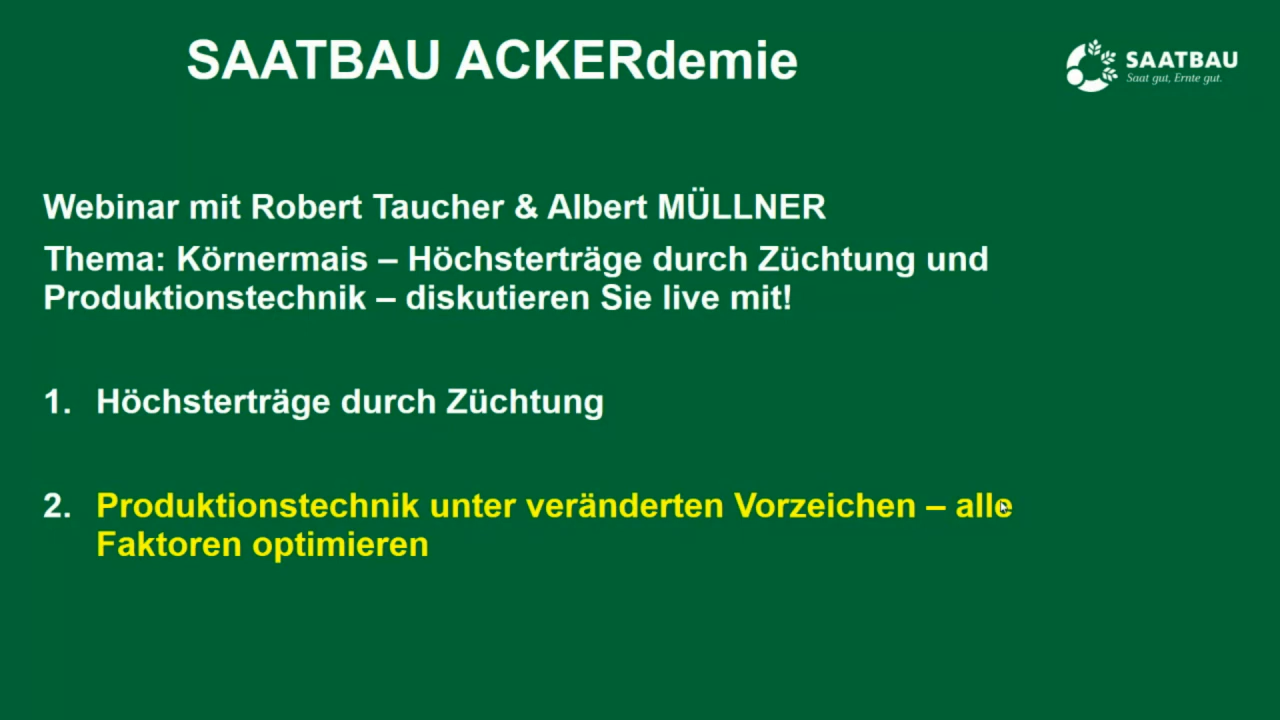 SAATBAU ACKERdemie
SAATBAU
Saat gut, Ernte gut.
Webinar mit Robert Taucher & Albert MÜLLNER
Thema: Körnermais – Höchsterträge durch Züchtung und
Produktionstechnik – diskutieren Sie live mit!
1. Höchsterträge durch Züchtung
2. Produktionstechnik unter veränderten Vorzeichen – alle
Faktoren optimieren